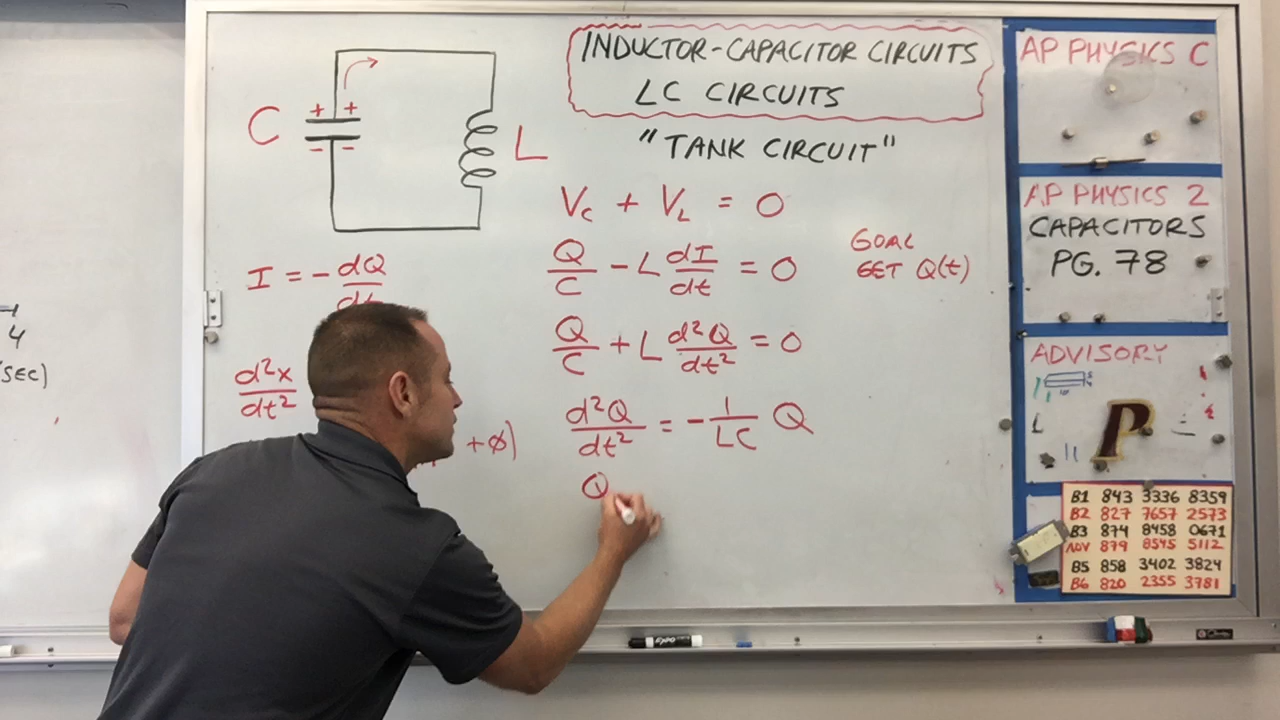 INDUCTOR-CAPACITOR CIRCUITS
LC CIRCUITS
"TANK CIRCUIT"
C
+ +
- -
L
V_C + V_L = 0
I = - dQ/dt
Q/C - L dI/dt = 0
GOAL
GET Q(t)
Q/C + L d²Q/dt² = 0
d²x/dt²
+ϕ)
d²Q/dt² = - 1/LC Q
Q
4
SEC)
AP PHYSICS C
AP PHYSICS 2
CAPACITORS
PG. 78
ADVISORY
P
B1 843 3336 8359
B2 827 7657 2573
B3 874 8458 0671
ADV 879 8545 5112
B5 858 3402 3824
B6 820 2355 3781
EXPO